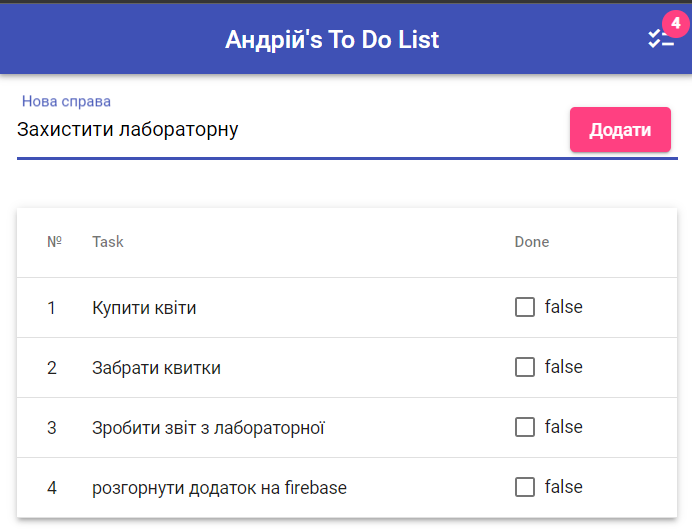 Андрій's To Do List
4
Нова справа
Захистити лабораторну
Додати
№ Task Done
1 Купити квіти false
2 Забрати квитки false
3 Зробити звіт з лабораторної false
4 розгорнути додаток на firebase false